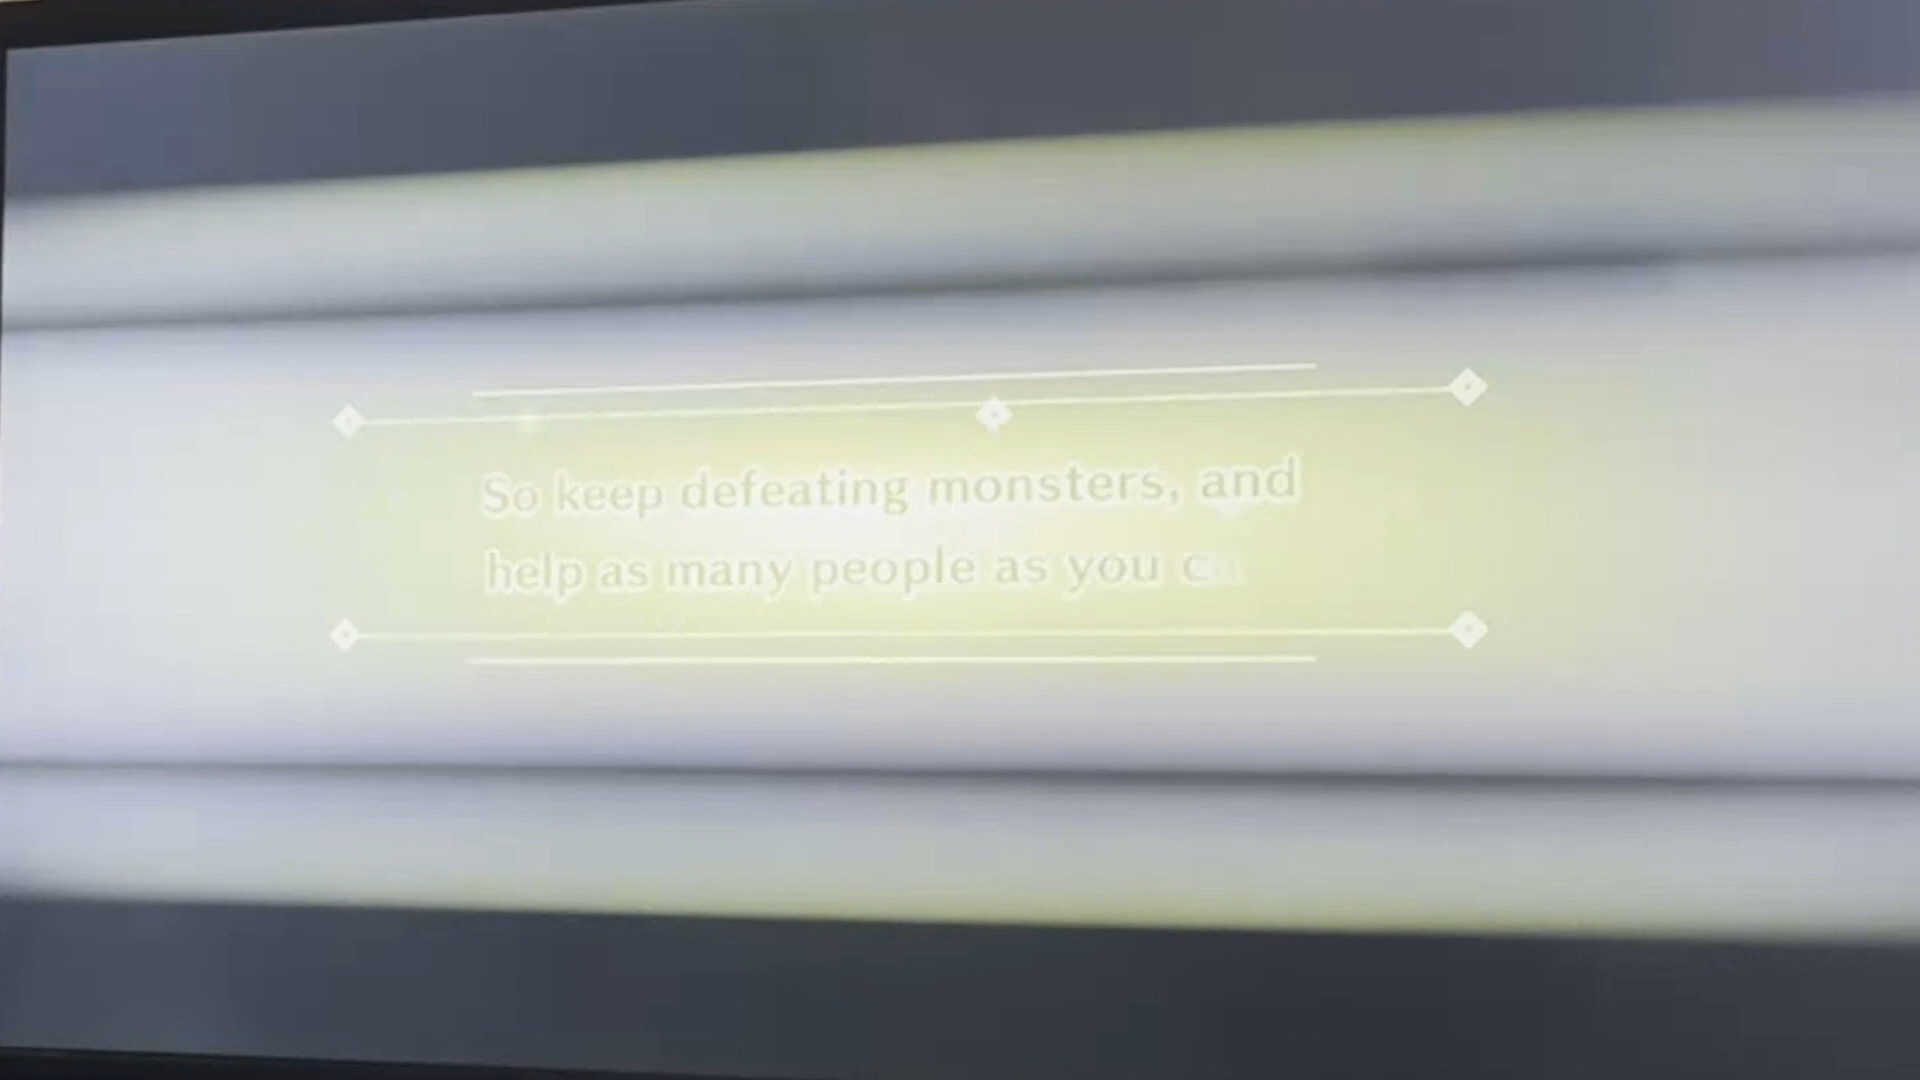 So keep defeating monsters, and
help as many people as you